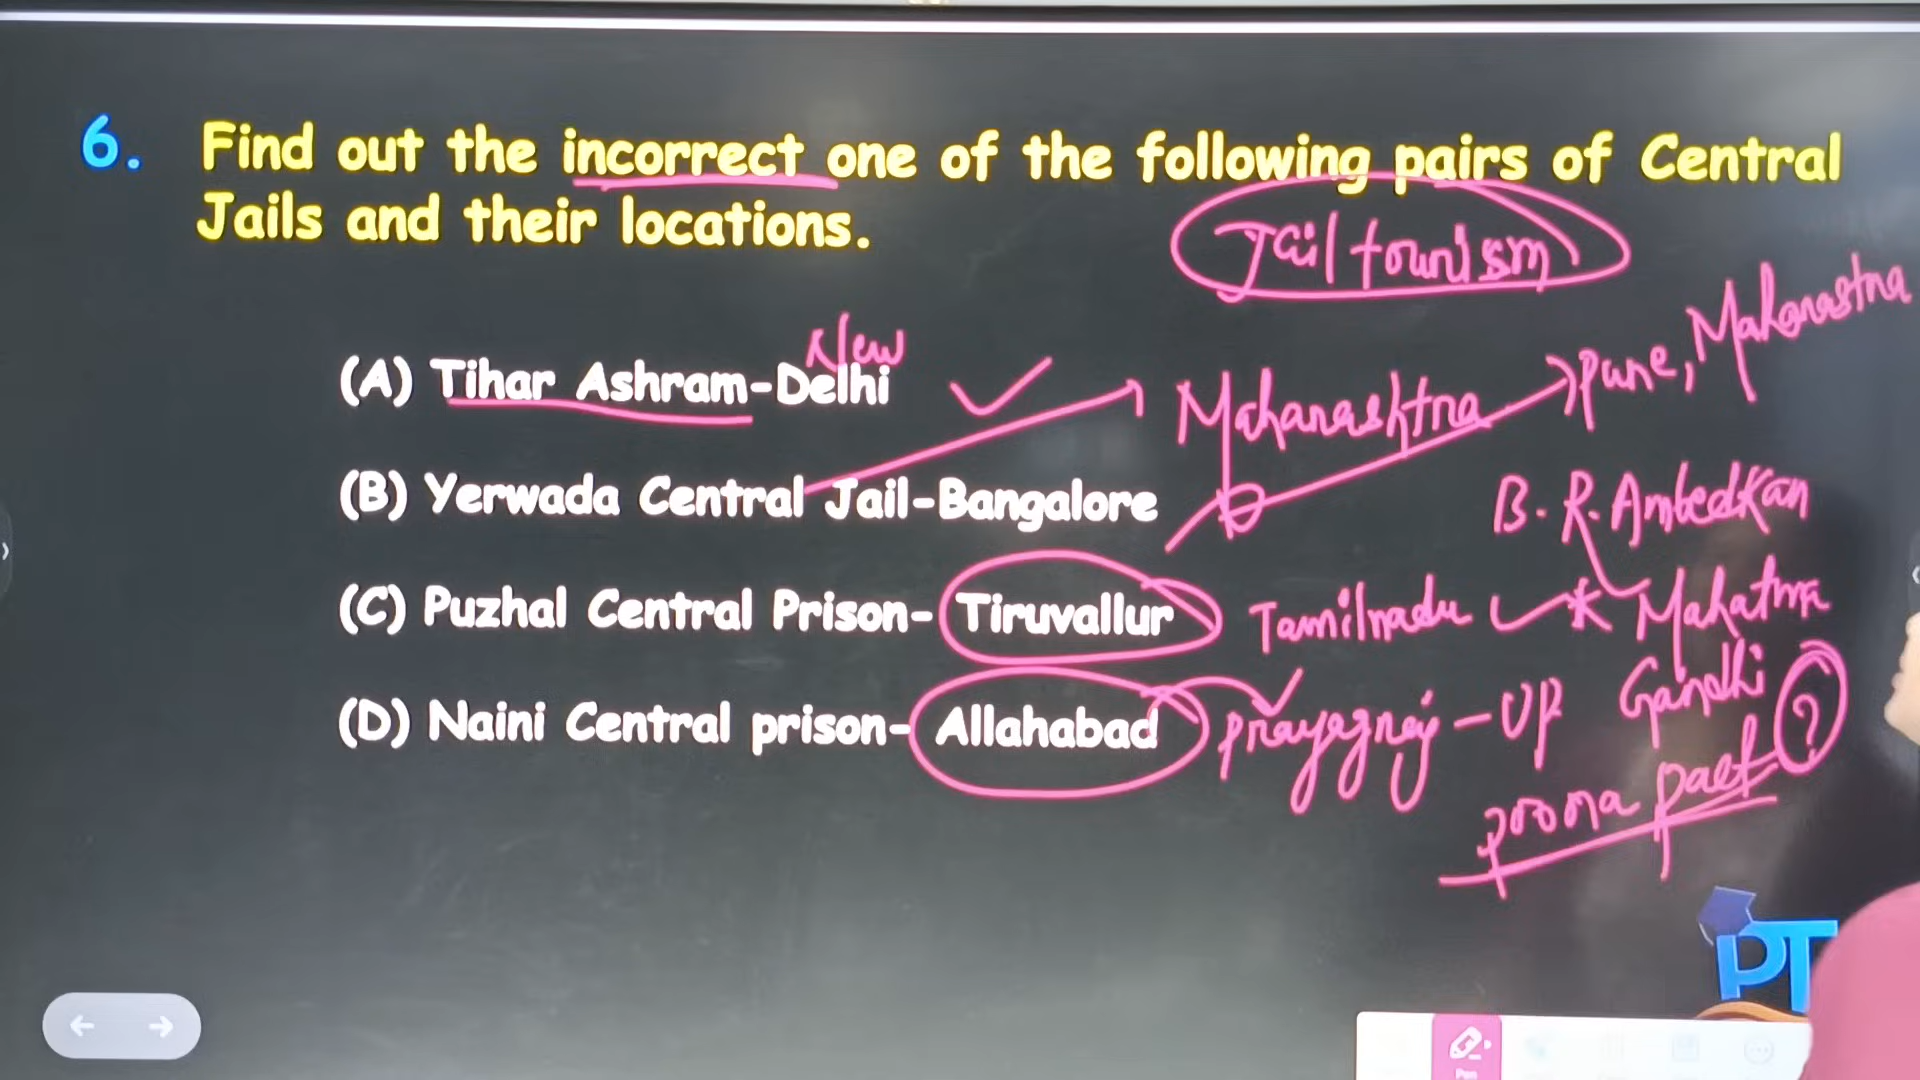 6. Find out the incorrect one of the following pairs of Central
Jails and their locations.
Jail tourism
New
(A) Tihar Ashram-Delhi
Maharashtra
Pune, Maharastra
(B) Yerwada Central Jail-Bangalore
B. R. Ambedkar
(C) Puzhal Central Prison- Tiruvallur
Tamilnadu
* Mahatma
Gandhi
(D) Naini Central prison- Allahabad
prayagraj - UP
poona pact ?
PT